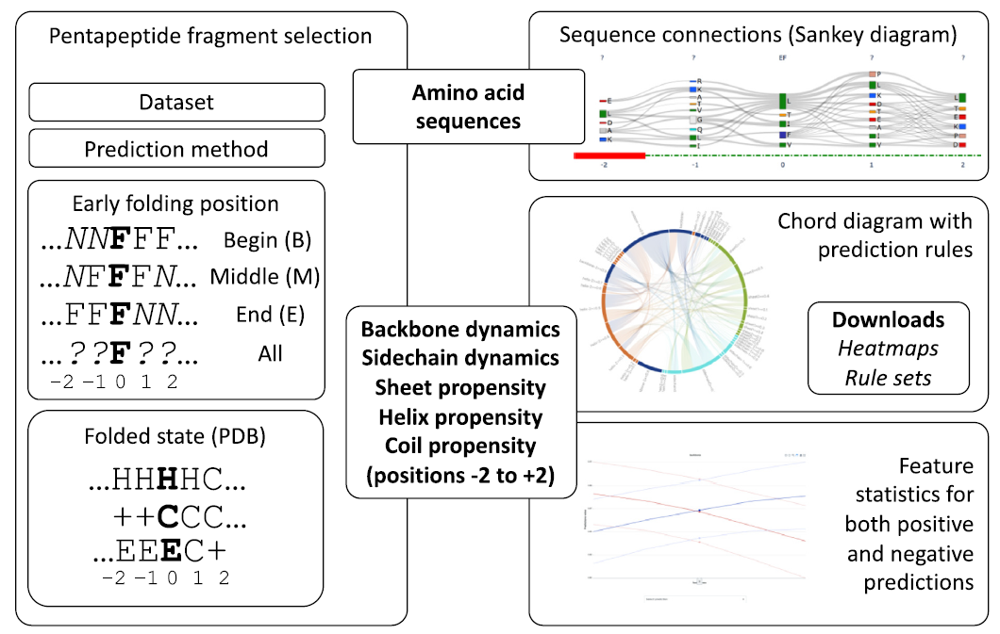 Pentapeptide fragment selection
Dataset
Prediction method
Early folding position
...NNFFF... Begin (B)
...NFFFN... Middle (M)
...FFFNN... End (E)
...??F??... All
-2 -1 0 1 2
Folded state (PDB)
...HHHHC...
++CCC...
...EEEC+
-2 -1 0 1 2
Amino acid
sequences
Backbone dynamics
Sidechain dynamics
Sheet propensity
Helix propensity
Coil propensity
(positions -2 to +2)
Sequence connections (Sankey diagram)
? ? EF ? ?
E L D A K
R K A T V G Q L I
L T I F V
P L K D T E A I V
L T E K P D
-2 -1 0 1 2
Chord diagram with
prediction rules
Downloads
Heatmaps
Rule sets
Feature
statistics for
both positive
and negative
predictions